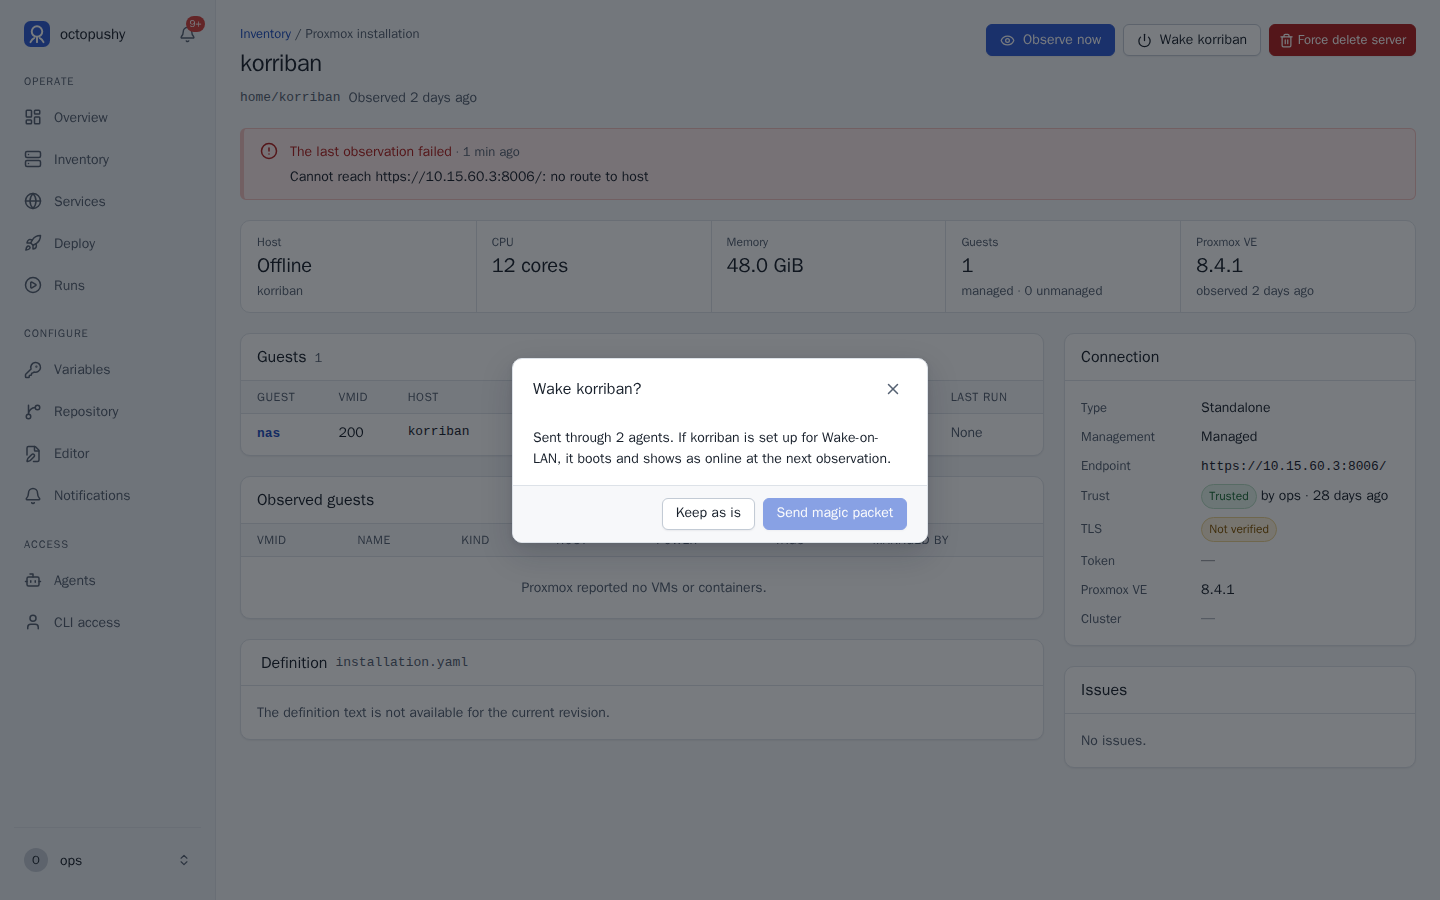 octopushy
9+
OPERATE
Overview
Inventory
Services
Deploy
Runs
CONFIGURE
Variables
Repository
Editor
Notifications
ACCESS
Agents
CLI access
O
ops
Inventory / Proxmox installation
korriban
home/korriban Observed 2 days ago
Observe now
Wake korriban
Force delete server
The last observation failed · 1 min ago
Cannot reach https://10.15.60.3:8006/: no route to host
Host
Offline
korriban
CPU
12 cores
Memory
48.0 GiB
Guests
1
managed · 0 unmanaged
Proxmox VE
8.4.1
observed 2 days ago
Guests 1
GUEST VMID HOST LAST RUN
nas 200 korriban None
Wake korriban?
Sent through 2 agents. If korriban is set up for Wake-on-
LAN, it boots and shows as online at the next observation.
Keep as is
Send magic packet
Observed guests
VMID NAME KIND BY
Proxmox reported no VMs or containers.
Definition installation.yaml
The definition text is not available for the current revision.
Connection
Type Standalone
Management Managed
Endpoint https://10.15.60.3:8006/
Trust Trusted by ops · 28 days ago
TLS Not verified
Token —
Proxmox VE 8.4.1
Cluster —
Issues
No issues.